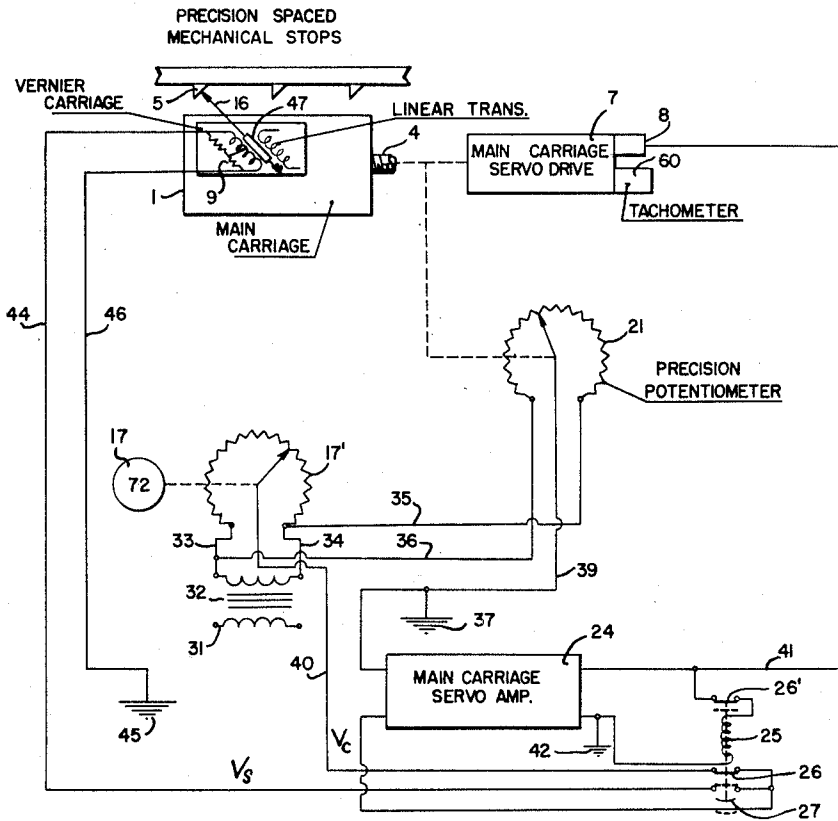 PRECISION SPACED
MECHANICAL STOPS
VERNIER
CARRIAGE
5
16
47
LINEAR TRANS.
4
7
8
MAIN CARRIAGE
SERVO DRIVE
60
TACHOMETER
1
9
MAIN
CARRIAGE
44
46
21
PRECISION
POTENTIOMETER
17
72
17'
35
33
34
36
39
32
31
37
24
40
MAIN CARRIAGE
SERVO AMP.
41
26'
25
45
Vc
42
Vs
26
27